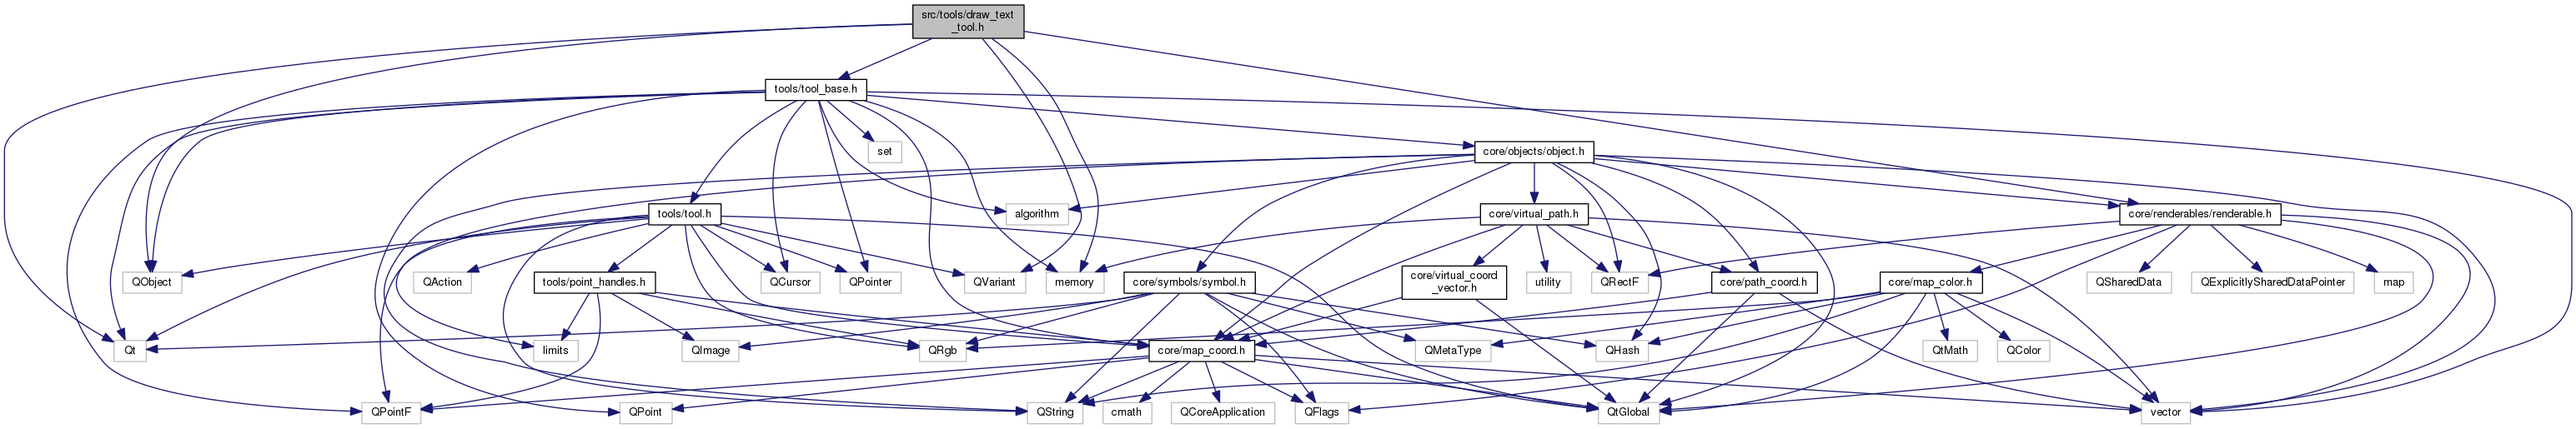 src/tools/draw_text
_tool.h
tools/tool_base.h
set
core/objects/object.h
algorithm
tools/tool.h
core/virtual_path.h
core/renderables/renderable.h
QObject
QAction
tools/point_handles.h
QCursor
QPointer
QVariant
memory
core/symbols/symbol.h
core/virtual_coord
_vector.h
utility
QRectF
core/path_coord.h
core/map_color.h
QSharedData
QExplicitlySharedDataPointer
map
Qt
limits
QImage
QRgb
core/map_coord.h
QMetaType
QHash
QtMath
QColor
QPointF
QPoint
QString
cmath
QCoreApplication
QFlags
QtGlobal
vector